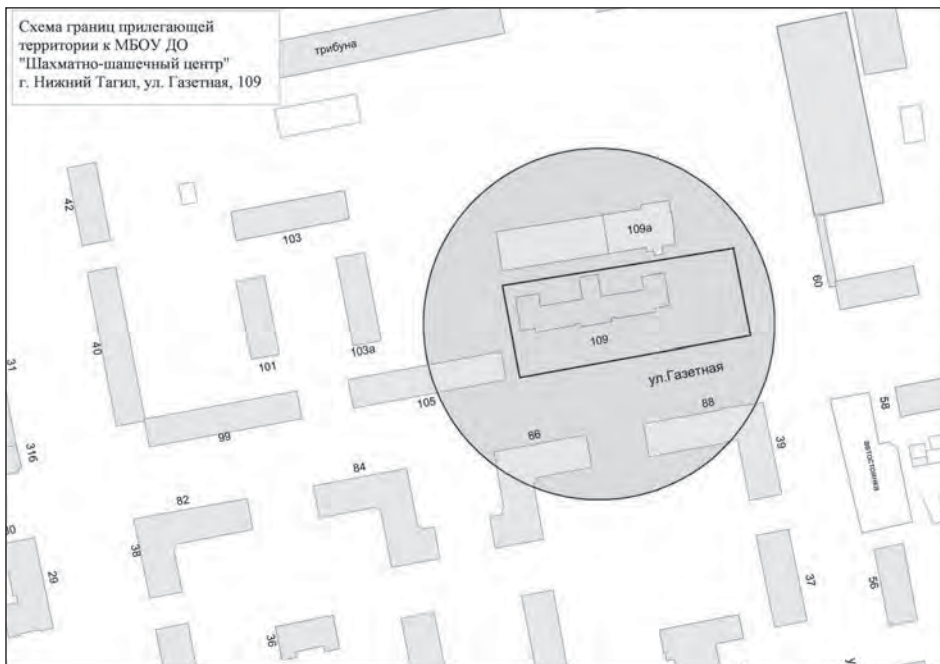 Схема границ прилегающей
территории к МБОУ ДО
"Шахматно-шашечный центр"
г. Нижний Тагил, ул. Газетная, 109
трибуна
42
103
109а
60
40
101
103а
109
31
ул.Газетная
105
88
58
99
86
39
316
автостоянка
84
82
30
38
29
37
56
36
у